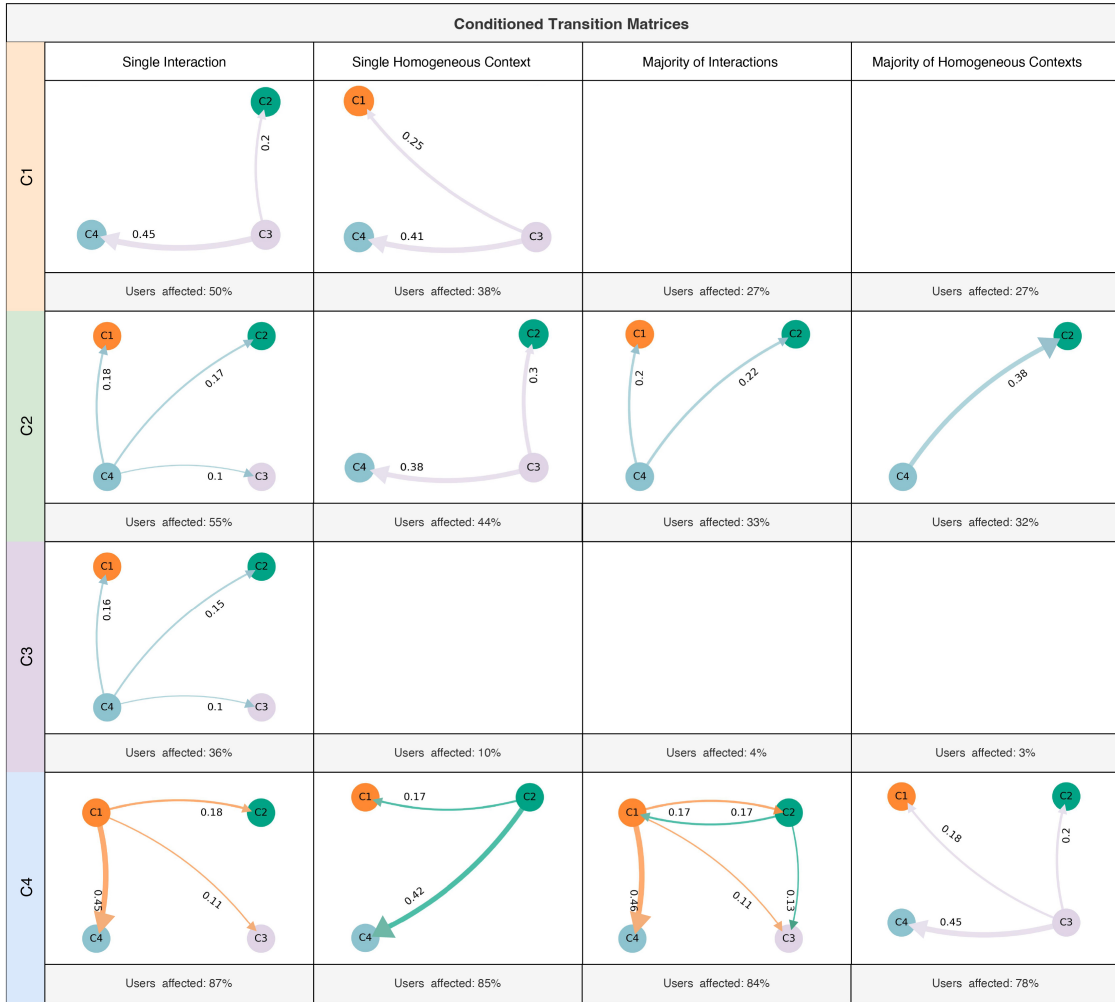 Conditioned Transition Matrices
Single Interaction
Single Homogeneous Context
Majority of Interactions
Majority of Homogeneous Contexts
C1
C2
0.2
C4
0.45
C3
C1
0.25
C4
0.41
C3
Users affected: 50%
Users affected: 38%
Users affected: 27%
Users affected: 27%
C2
C1
C2
0.18
0.17
C4
0.1
C3
C2
0.3
C4
0.38
C3
C1
C2
0.2
0.22
C4
C2
0.38
C4
Users affected: 55%
Users affected: 44%
Users affected: 33%
Users affected: 32%
C3
C1
C2
0.16
0.15
C4
0.1
C3
Users affected: 36%
Users affected: 10%
Users affected: 4%
Users affected: 3%
C4
C1
0.18
C2
0.45
0.11
C4
C3
C1
0.17
C2
0.42
C4
C1
0.17
0.17
C2
0.46
0.11
0.13
C4
C3
C1
C2
0.18
0.2
C4
0.45
C3
Users affected: 87%
Users affected: 85%
Users affected: 84%
Users affected: 78%